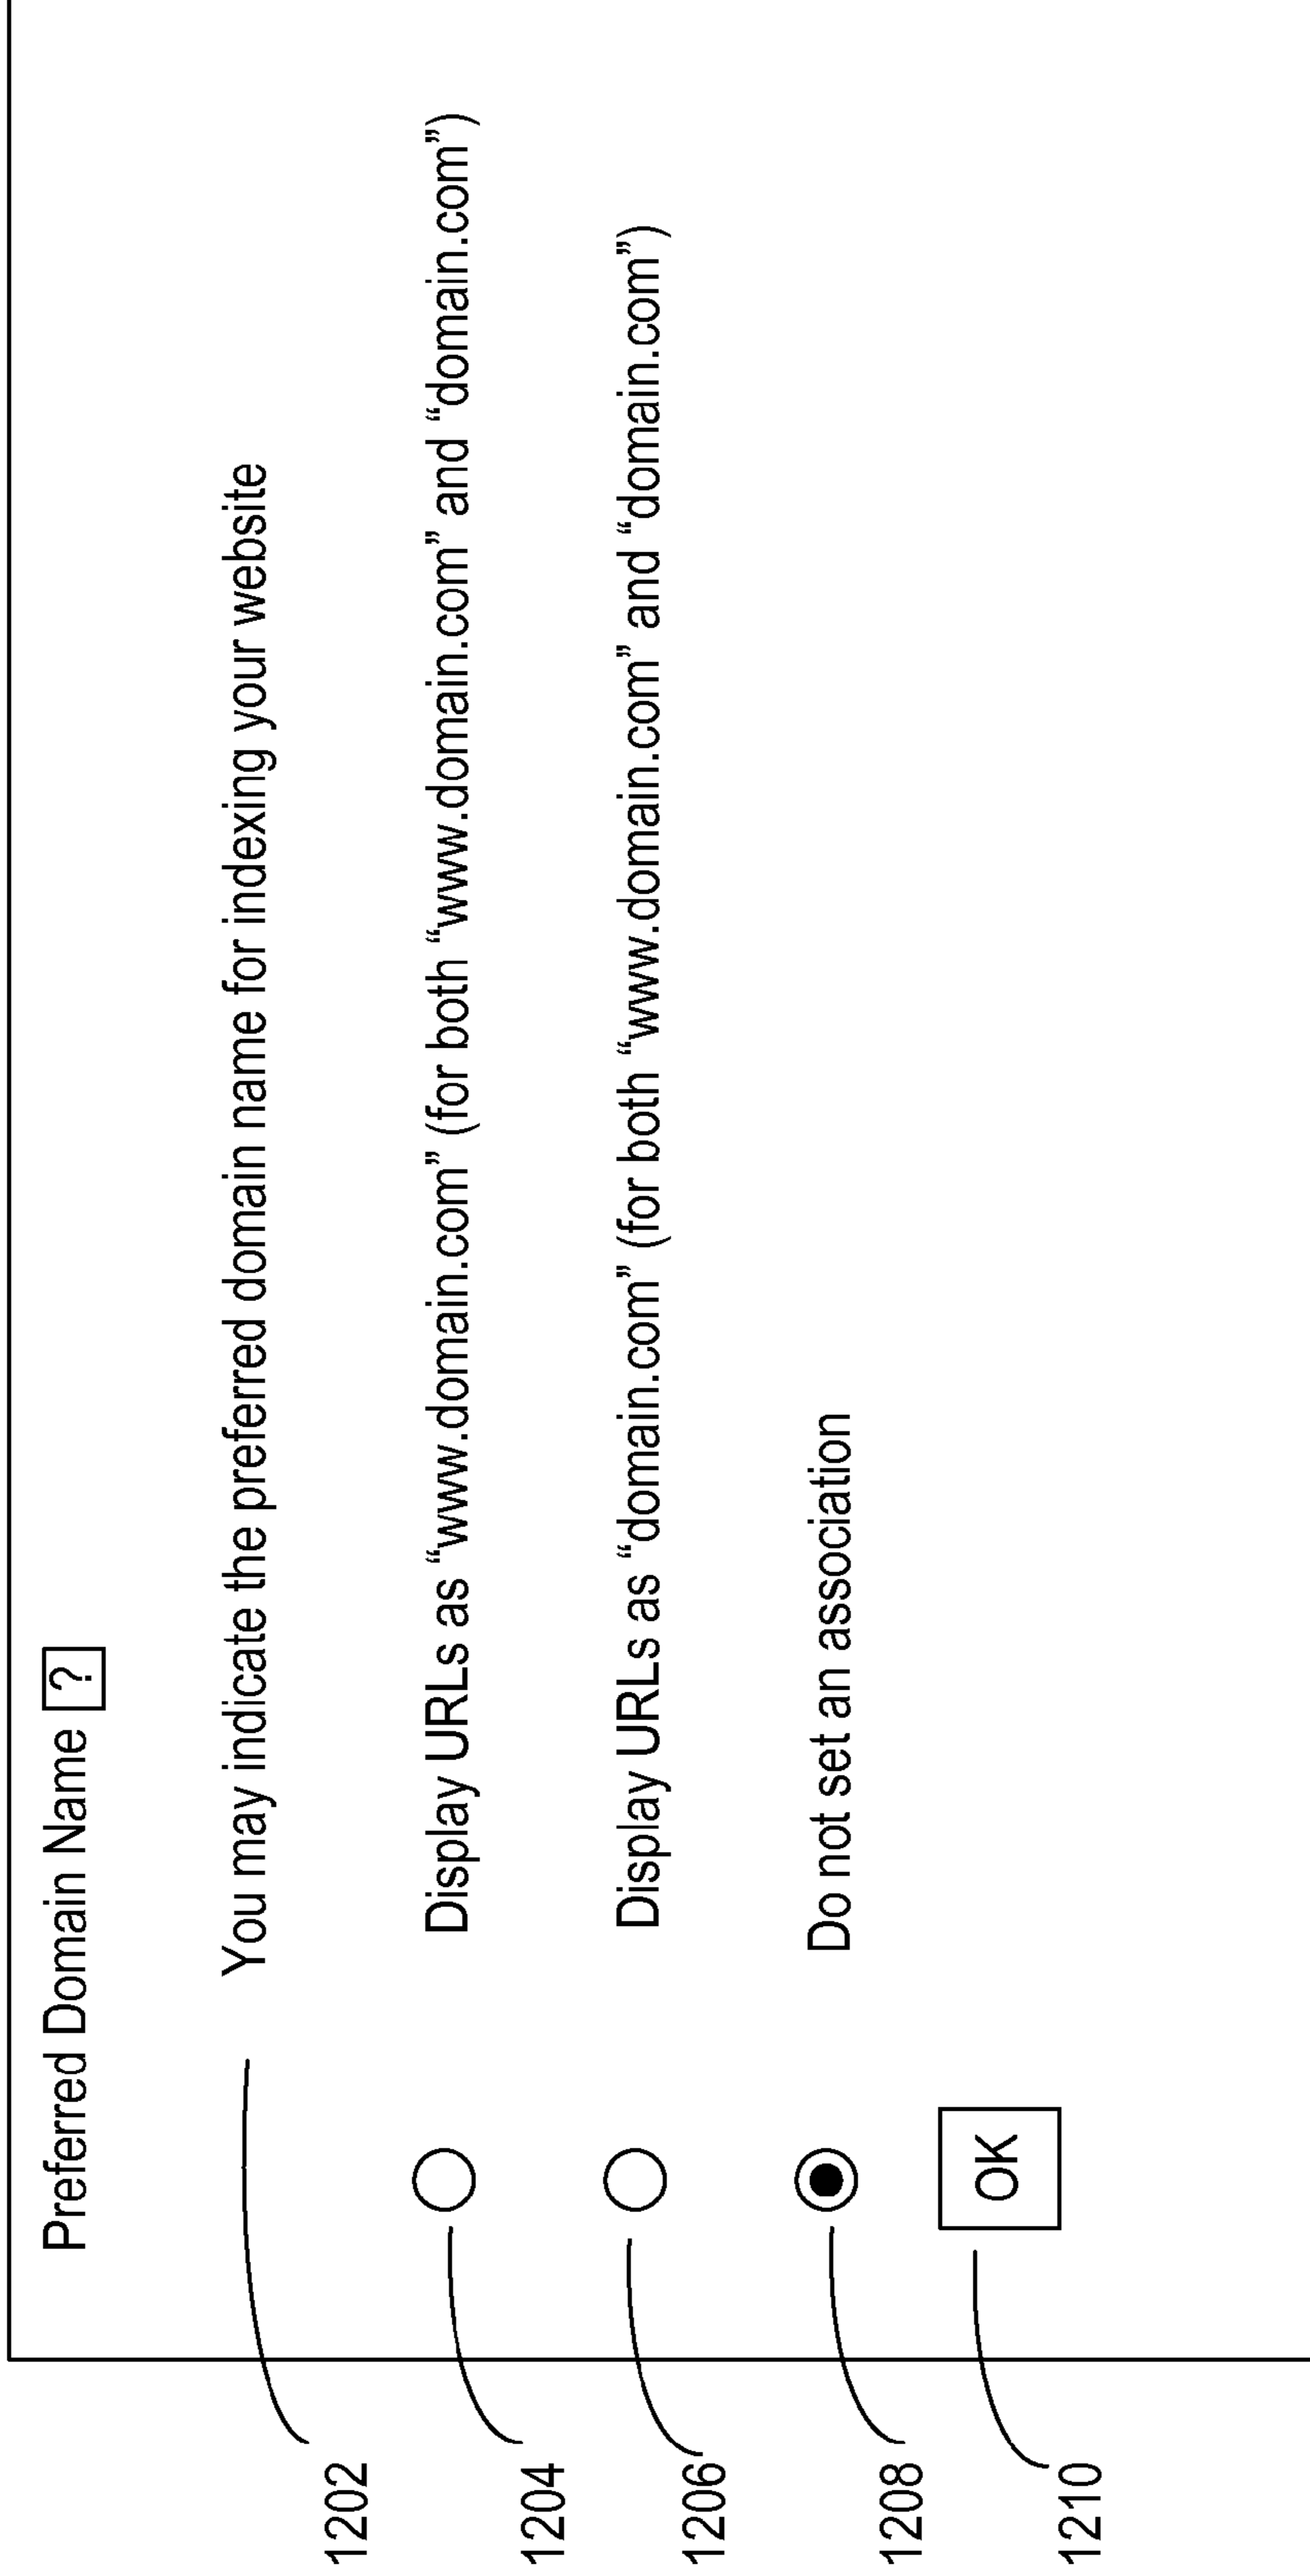 Preferred Domain Name ?
1202 You may indicate the preferred domain name for indexing your website
1204 Display URLs as “www.domain.com” (for both “www.domain.com” and “domain.com”)
1206 Display URLs as “domain.com” (for both “www.domain.com” and “domain.com”)
1208 Do not set an association
1210 OK